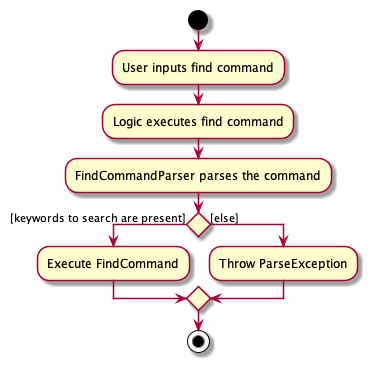 User inputs find command
Logic executes find command
FindCommandParser parses the command
[keywords to search are present]
[else]
Execute FindCommand
Throw ParseException